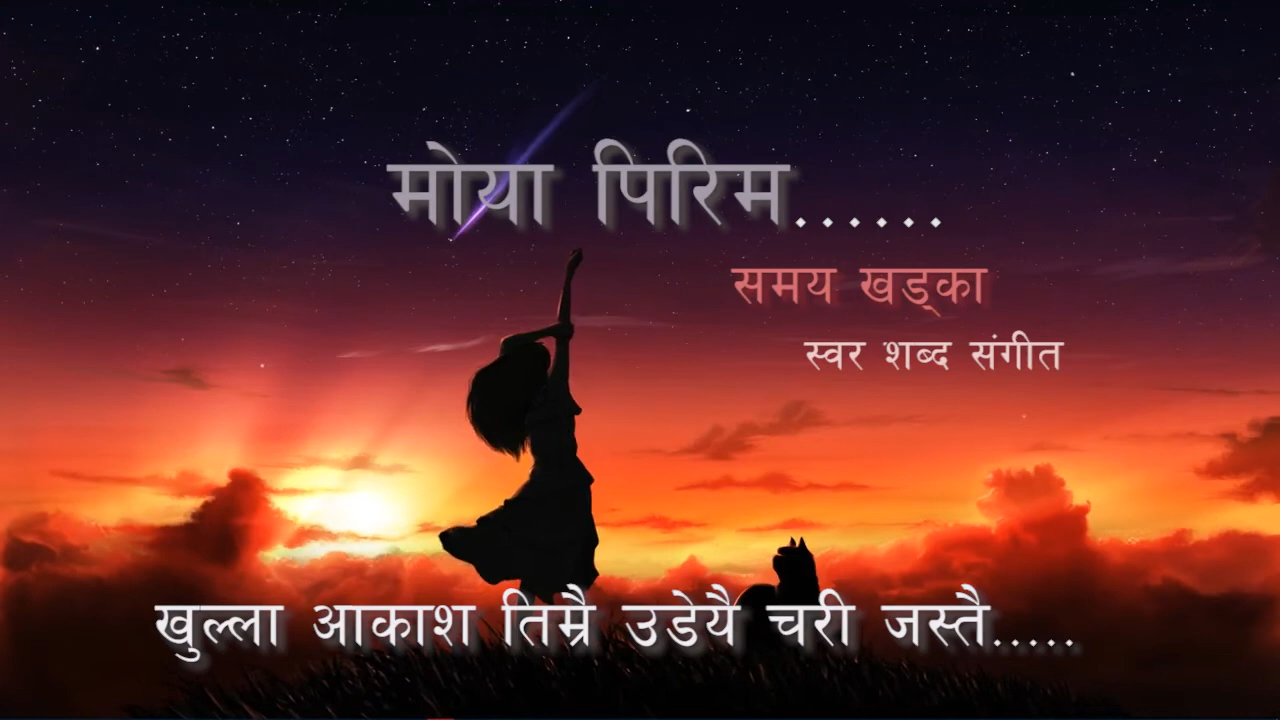 मोया पिरिम......
समय खड्‌का
स्वर शब्द संगीत
खुल्ला आकाश तिम्रै उडेयै चरी जस्तै.....